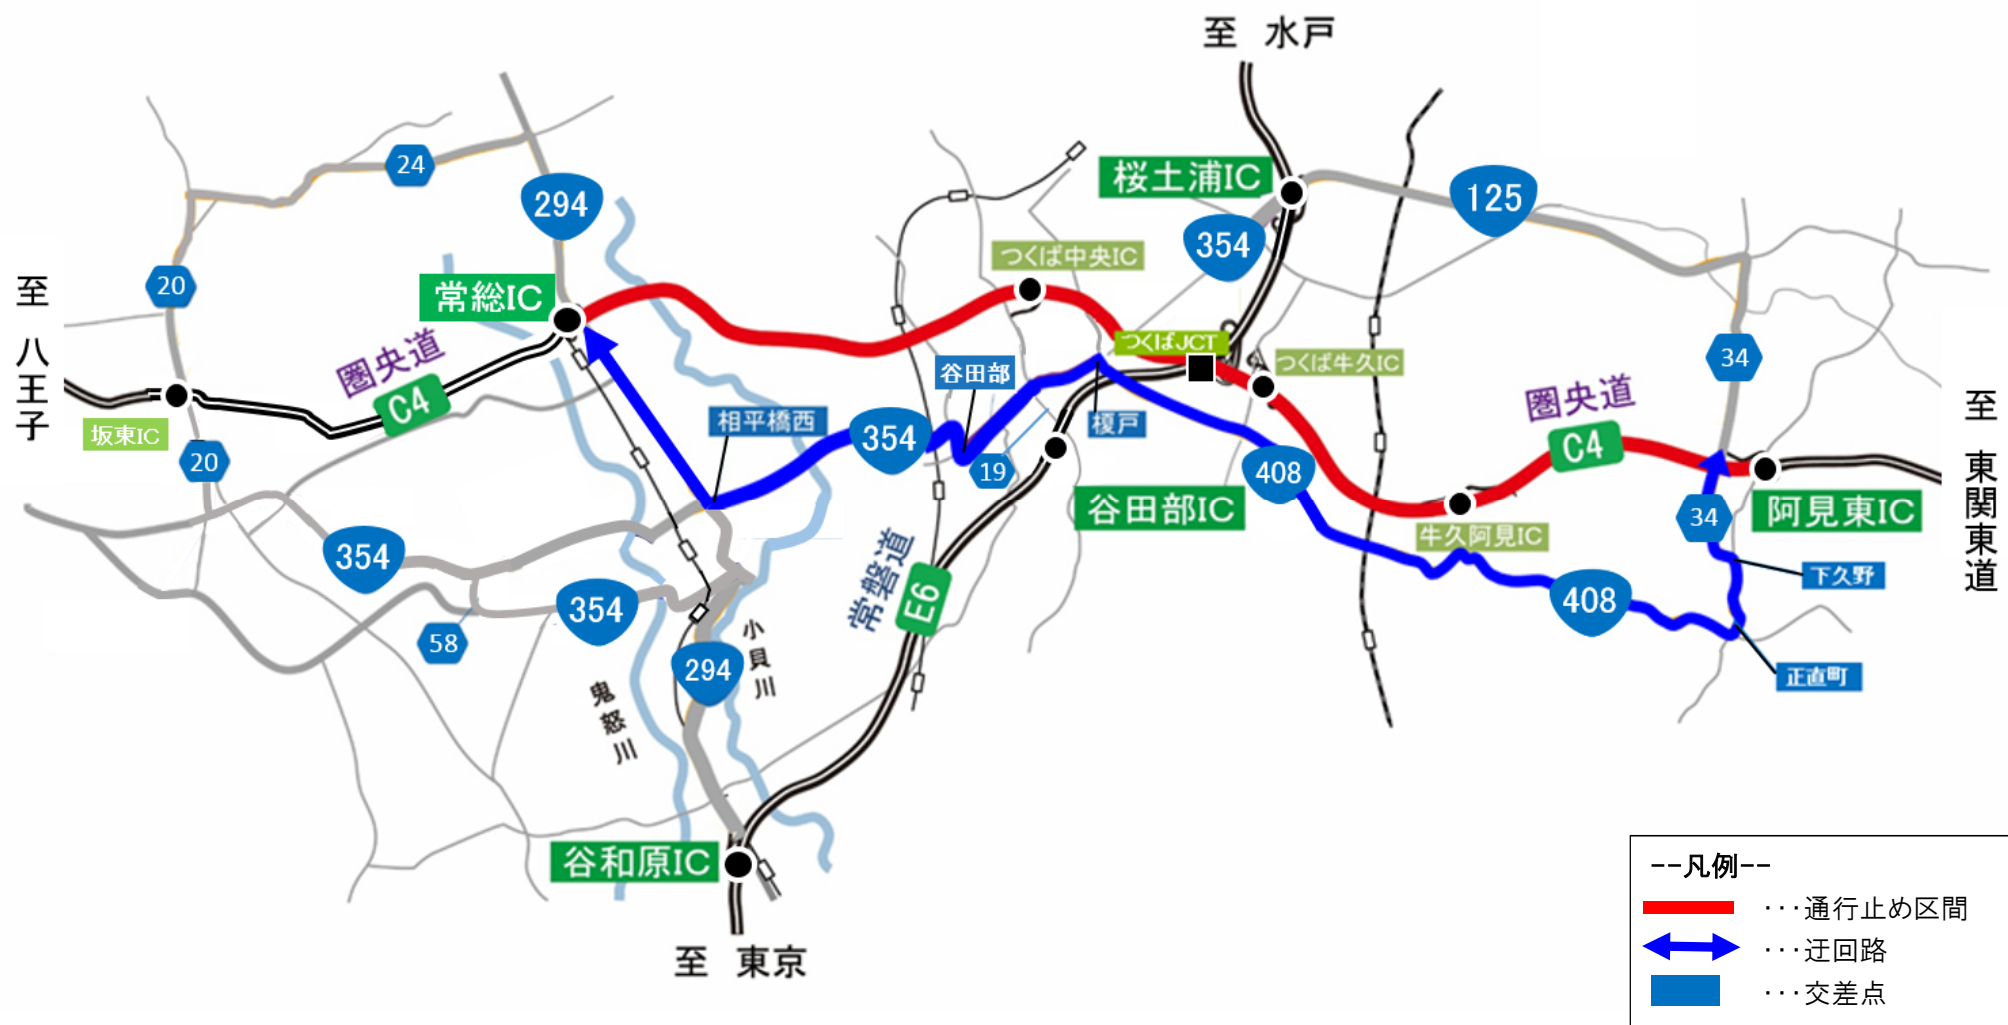 至 水戸
24
294
桜土浦IC
125
354
20
至 八王子
常総IC
つくば中央IC
圏央道
C4
つくばJCT
つくば牛久IC
谷田部
34
坂東IC
20
相平橋西
354
榎戸
19
408
圏央道
C4
至 東関東道
谷田部IC
牛久阿見IC
34
阿見東IC
354
354
58
常磐道
E6
408
下久野
294
小貝川
鬼怒川
正直町
谷和原IC
至 東京
--凡例--
・・・通行止め区間
・・・迂回路
・・・交差点